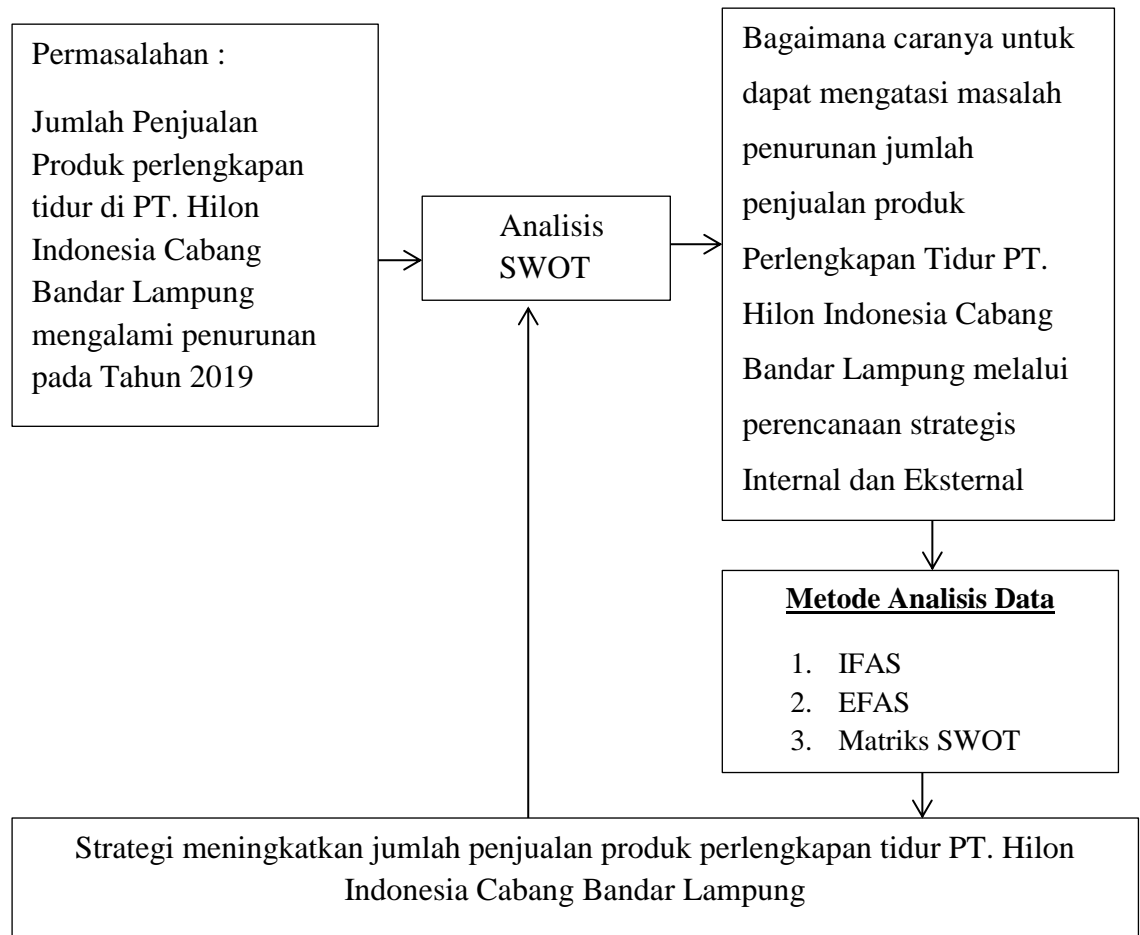 Permasalahan :
Jumlah Penjualan
Produk perlengkapan
tidur di PT. Hilon
Indonesia Cabang
Bandar Lampung
mengalami penurunan
pada Tahun 2019
Analisis
SWOT
Bagaimana caranya untuk
dapat mengatasi masalah
penurunan jumlah
penjualan produk
Perlengkapan Tidur PT.
Hilon Indonesia Cabang
Bandar Lampung melalui
perencanaan strategis
Internal dan Eksternal
Metode Analisis Data
1. IFAS
2. EFAS
3. Matriks SWOT
Strategi meningkatkan jumlah penjualan produk perlengkapan tidur PT. Hilon
Indonesia Cabang Bandar Lampung